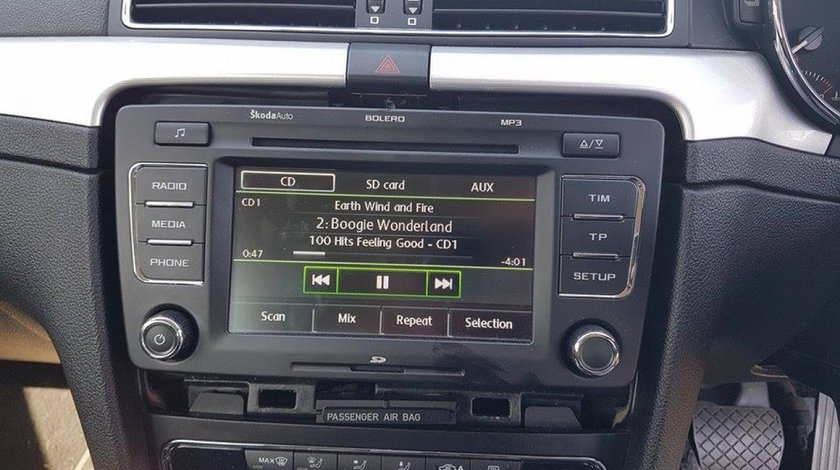 ŠkodaAuto BOLERO MP3
RADIO
MEDIA
PHONE
CD SD card AUX
CD1 Earth Wind and Fire
2: Boogie Wonderland
100 Hits Feeling Good - CD1
0:47 -4:01
Scan Mix Repeat Selection
TIM
TP
SETUP
SD
PASSENGER AIR BAG
MAX
A